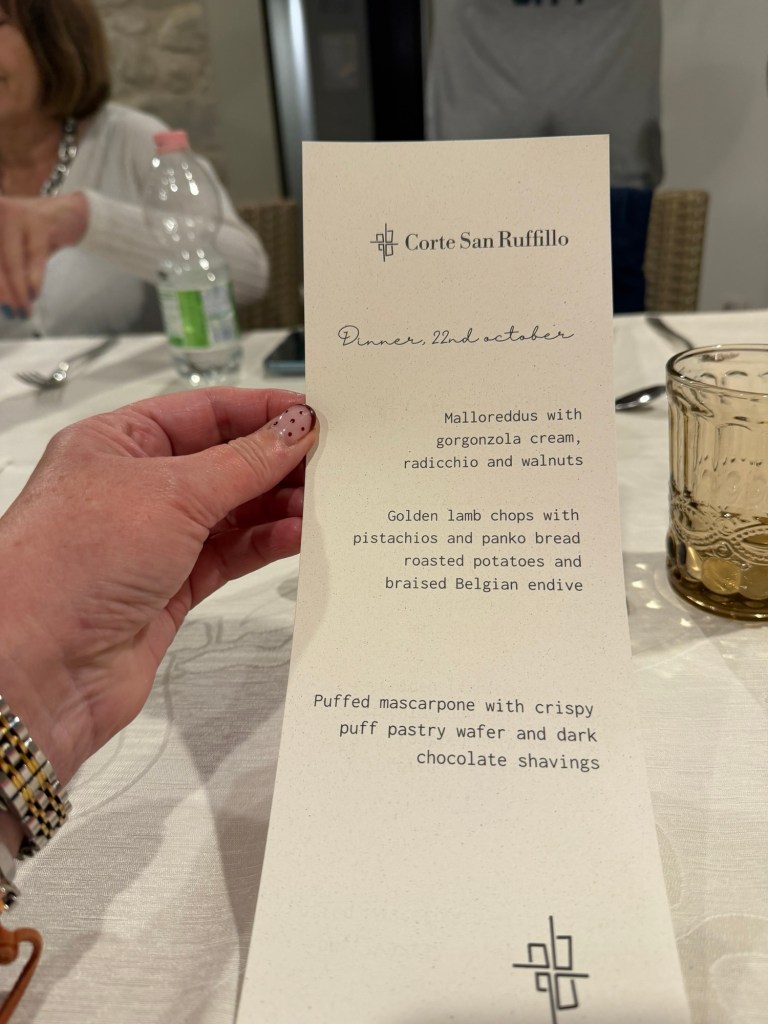 Corte San Ruffillo
Dinner, 22nd october
Malloreddus with
gorgonzola cream,
radicchio and walnuts
Golden lamb chops with
pistachios and panko bread
roasted potatoes and
braised Belgian endive
Puffed mascarpone with crispy
puff pastry wafer and dark
chocolate shavings